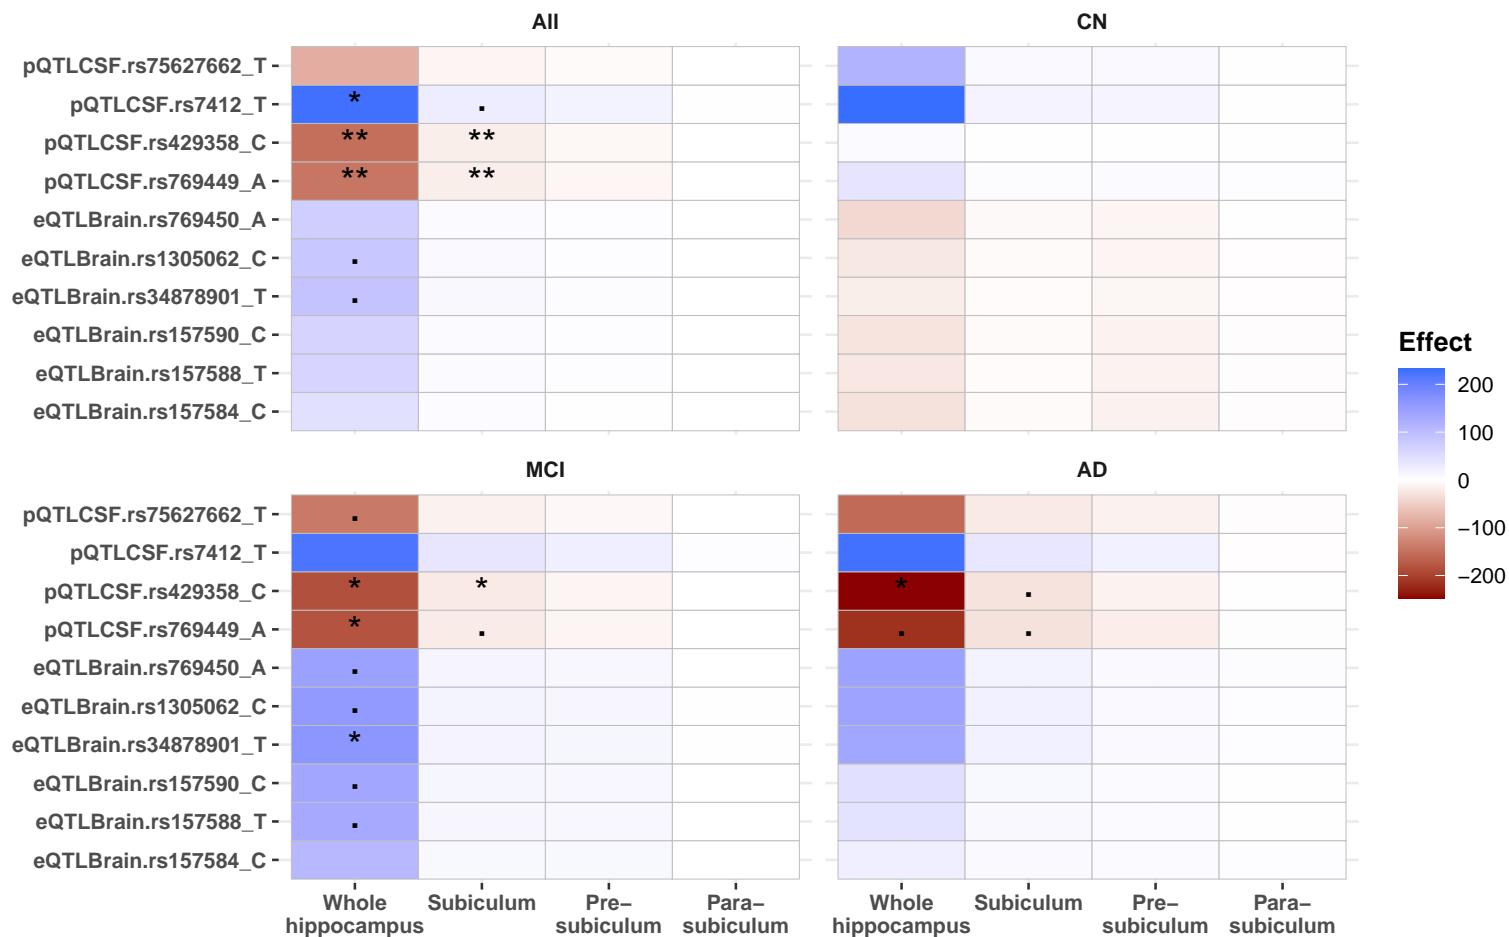 All
CN
pQTLCSF.rs75627662_T
pQTLCSF.rs7412_T
* .
pQTLCSF.rs429358_C
** **
pQTLCSF.rs769449_A
** **
eQTLBrain.rs769450_A
eQTLBrain.rs1305062_C
.
eQTLBrain.rs34878901_T
.
eQTLBrain.rs157590_C
eQTLBrain.rs157588_T
eQTLBrain.rs157584_C
MCI
AD
pQTLCSF.rs75627662_T
.
pQTLCSF.rs7412_T
pQTLCSF.rs429358_C
* * * .
pQTLCSF.rs769449_A
* . . .
eQTLBrain.rs769450_A
.
eQTLBrain.rs1305062_C
.
eQTLBrain.rs34878901_T
*
eQTLBrain.rs157590_C
.
eQTLBrain.rs157588_T
.
eQTLBrain.rs157584_C
Whole
hippocampus
Subiculum
Pre−
subiculum
Para−
subiculum
Whole
hippocampus
Subiculum
Pre−
subiculum
Para−
subiculum
Effect
200
100
0
−100
−200